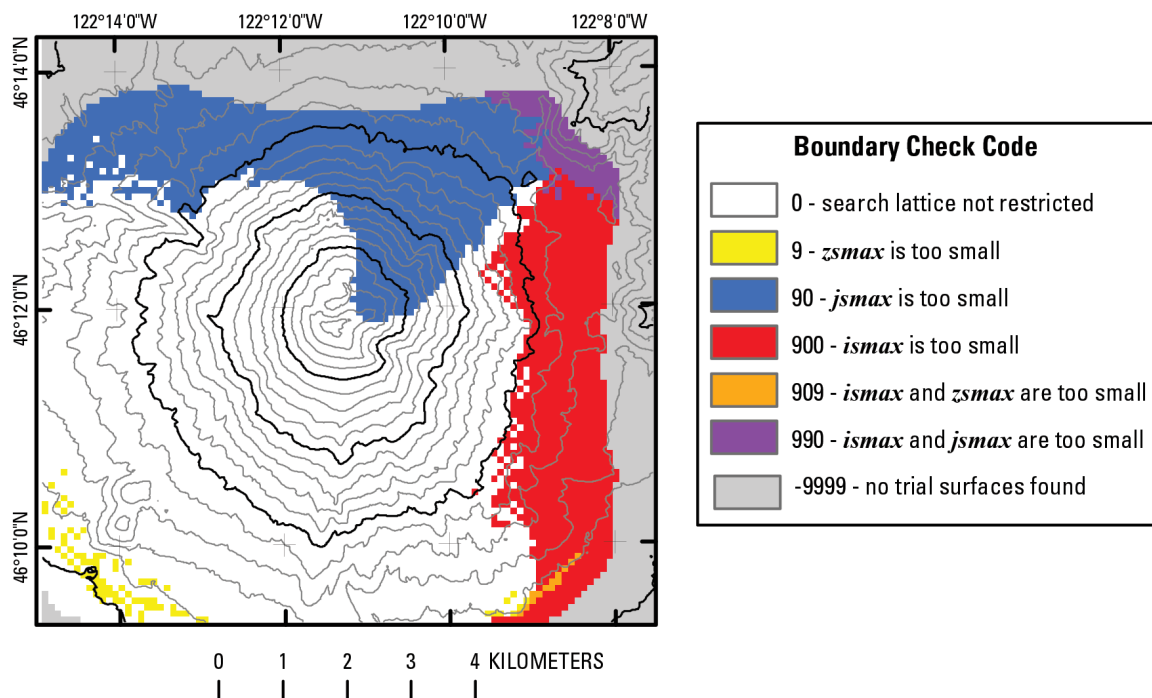 122°14'0"W 122°12'0"W 122°10'0"W 122°8'0"W
46°14'0"N
46°12'0"N
46°10'0"N
Boundary Check Code
0 - search lattice not restricted
9 - zsmax is too small
90 - jsmax is too small
900 - ismax is too small
909 - ismax and zsmax are too small
990 - ismax and jsmax are too small
-9999 - no trial surfaces found
0 1 2 3 4 KILOMETERS